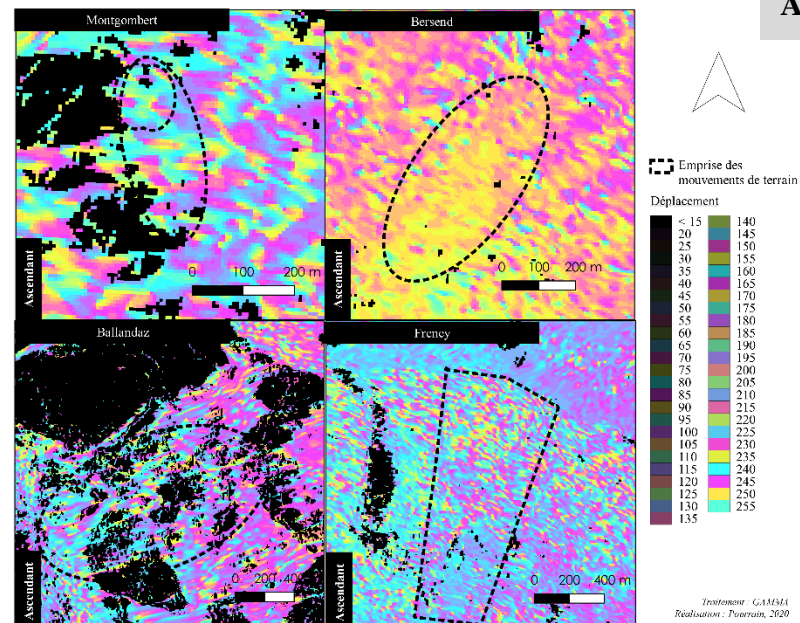 A
Montgombert
Bersend
Ascendant
0 100 200 m
Ascendant
0 100 200 m
Ballandaz
Freney
Ascendant
0 200 400
Ascendant
0 200 400 m
Emprise des
mouvements de terrain
Déplacement
< 15 140
20 145
25 150
30 155
35 160
40 165
45 170
50 175
55 180
60 185
65 190
70 195
75 200
80 205
85 210
90 215
95 220
100 225
105 230
110 235
115 240
120 245
125 250
130 255
135
Traitement : GAMMA
Réalisation : Pourrain, 2020